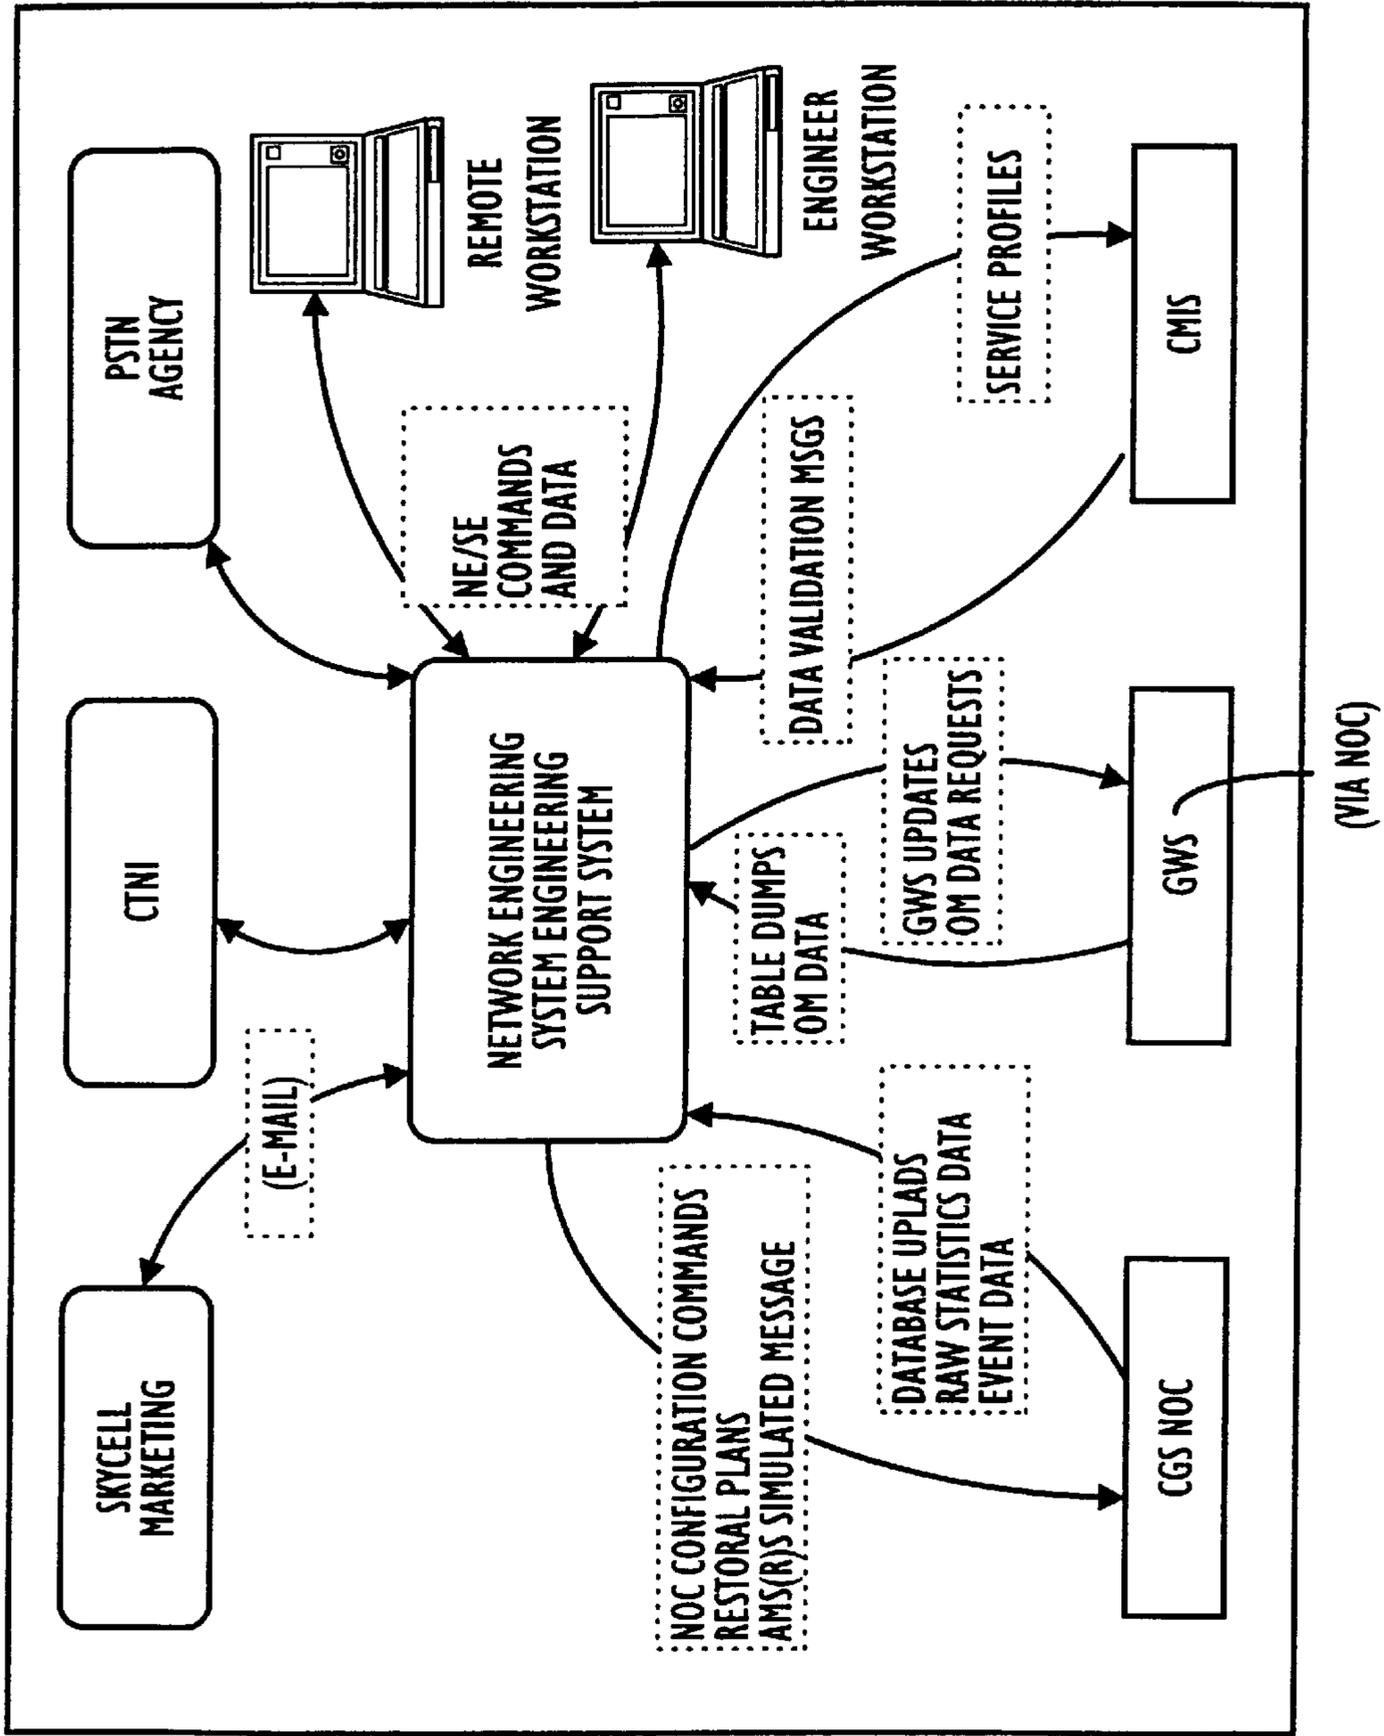 SKYCELL
MARKETING
CTNI
PSTN
AGENCY
(E-MAIL)
REMOTE
WORKSTATION
NE/SE
COMMANDS
AND DATA
ENGINEER
WORKSTATION
NETWORK ENGINEERING
SYSTEM ENGINEERING
SUPPORT SYSTEM
NOC CONFIGURATION COMMANDS
RESTORAL PLANS
AMS(R)S SIMULATED MESSAGE
DATABASE UPLADS
RAW STATISTICS DATA
EVENT DATA
TABLE DUMPS
OM DATA
GWS UPDATES
OM DATA REQUESTS
DATA VALIDATION MSGS
SERVICE PROFILES
CGS NOC
GWS
CMIS
(VIA NOC)